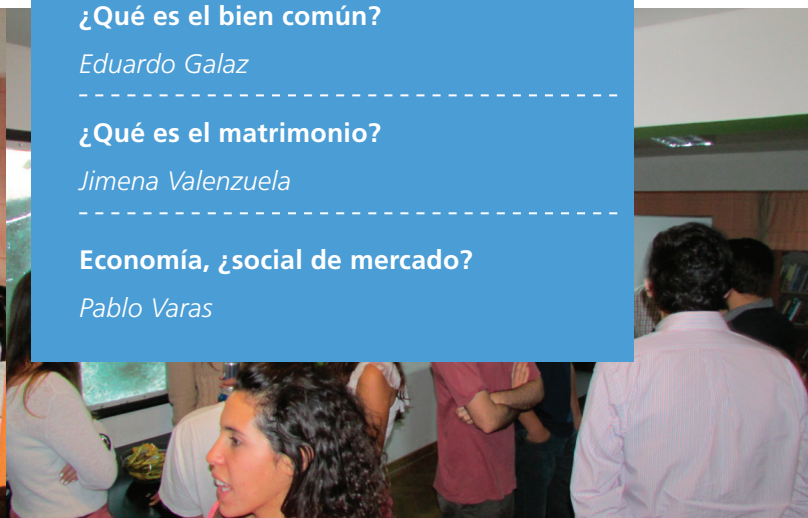 ¿Qué es el bien común?
Eduardo Galaz
¿Qué es el matrimonio?
Jimena Valenzuela
Economía, ¿social de mercado?
Pablo Varas